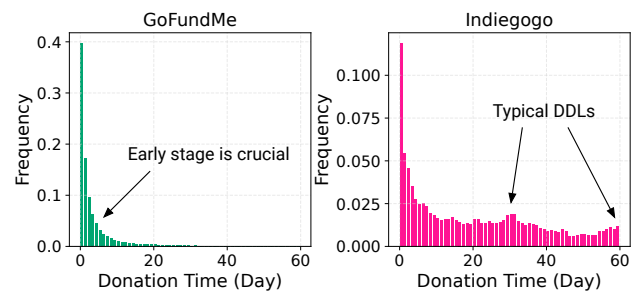 GoFundMe
0.4
0.3
0.2
0.1
0.0
Frequency
Early stage is crucial
0 20 40 60
Donation Time (Day)
Indiegogo
0.100
0.075
0.050
0.025
0.000
Frequency
Typical DDLs
0 20 40 60
Donation Time (Day)